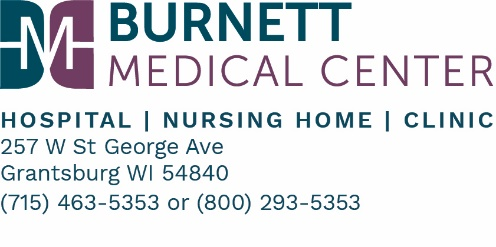 BURNETT
MEDICAL CENTER
HOSPITAL | NURSING HOME | CLINIC
257 W St George Ave
Grantsburg WI 54840
(715) 463-5353 or (800) 293-5353